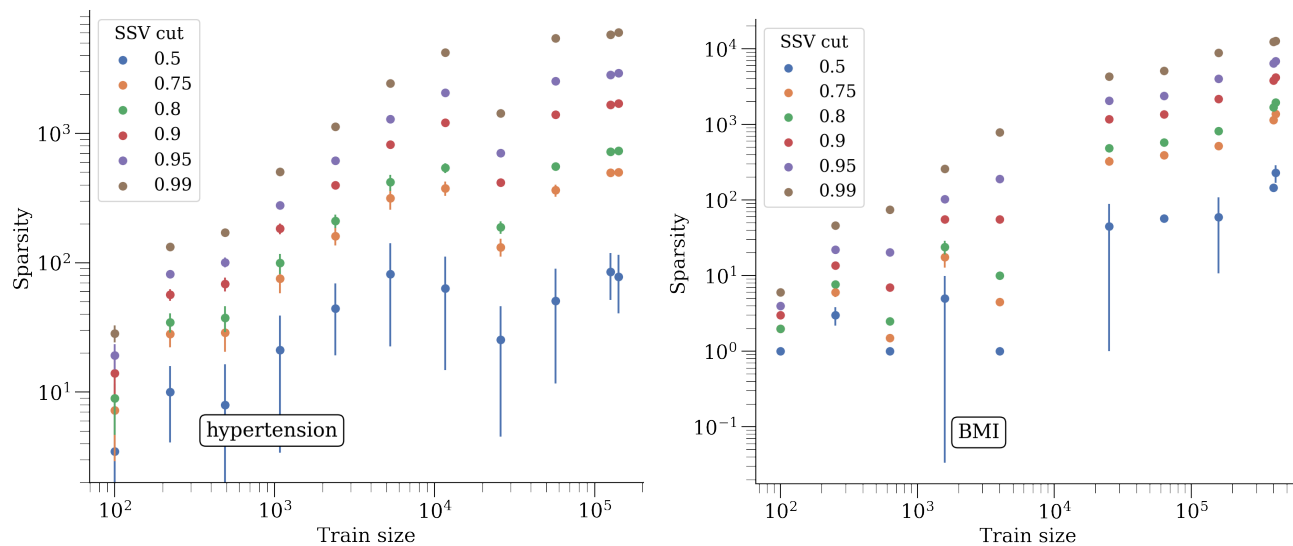 SSV cut
0.5
0.75
0.8
0.9
0.95
0.99
Sparsity
10³
10²
10¹
hypertension
10² 10³ 10⁴ 10⁵
Train size
SSV cut
0.5
0.75
0.8
0.9
0.95
0.99
Sparsity
10⁴
10³
10²
10¹
10⁰
10⁻¹
BMI
10² 10³ 10⁴ 10⁵
Train size